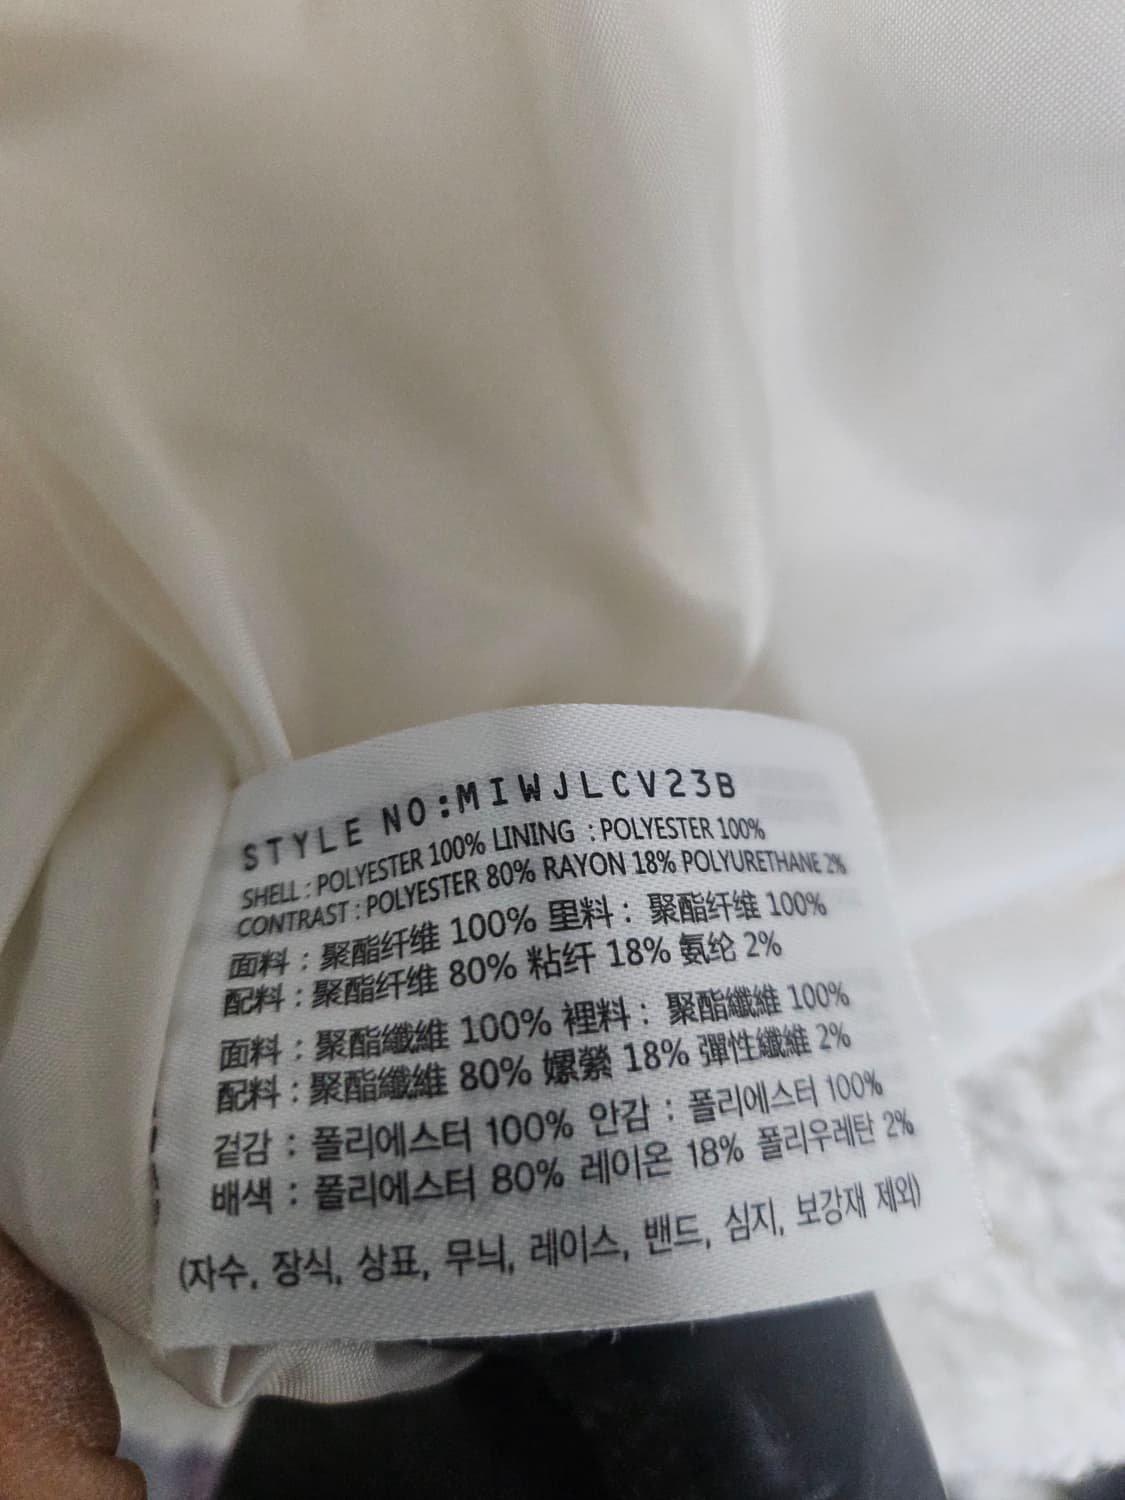 STYLE NO:MIWJLCV23B
SHELL : POLYESTER 100% LINING : POLYESTER 100%
CONTRAST : POLYESTER 80% RAYON 18% POLYURETHANE 2%
面料 : 聚酯纤维 100% 里料 : 聚酯纤维 100%
配料 : 聚酯纤维 80% 粘纤 18% 氨纶 2%
面料 : 聚酯纖維 100% 裡料 : 聚酯纖維 100%
配料 : 聚酯纖維 80% 嫘縈 18% 彈性纖維 2%
겉감 : 폴리에스터 100% 안감 : 폴리에스터 100%
배색 : 폴리에스터 80% 레이온 18% 폴리우레탄 2%
(자수, 장식, 상표, 무늬, 레이스, 밴드, 심지, 보강재 제외)